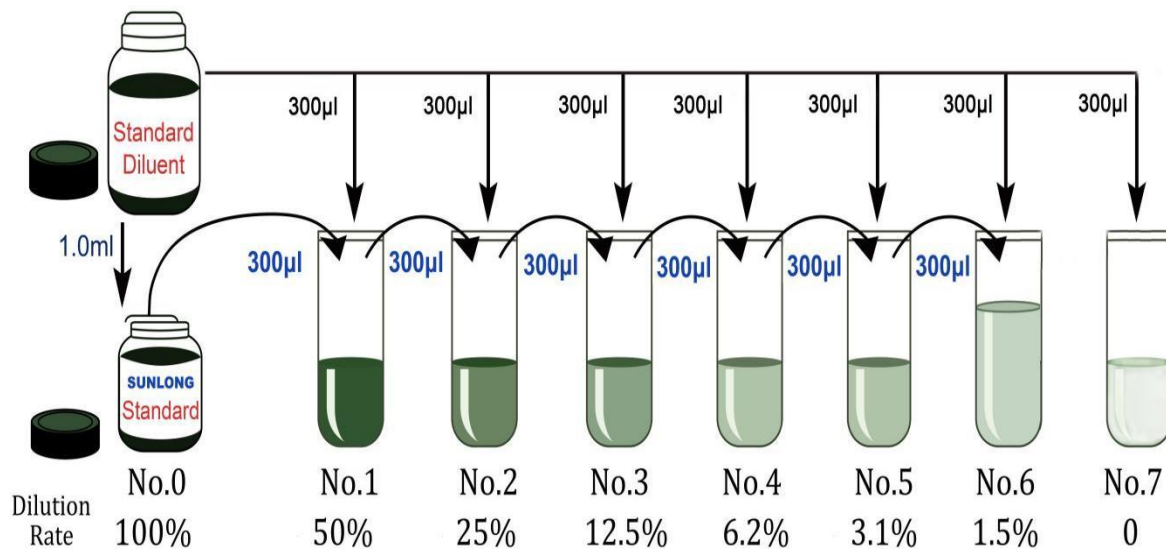 Standard
Diluent
300µl 300µl 300µl 300µl 300µl 300µl 300µl
1.0ml
300µl 300µl 300µl 300µl 300µl 300µl
SUNLONG
Standard
No.0 No.1 No.2 No.3 No.4 No.5 No.6 No.7
Dilution
Rate
100% 50% 25% 12.5% 6.2% 3.1% 1.5% 0